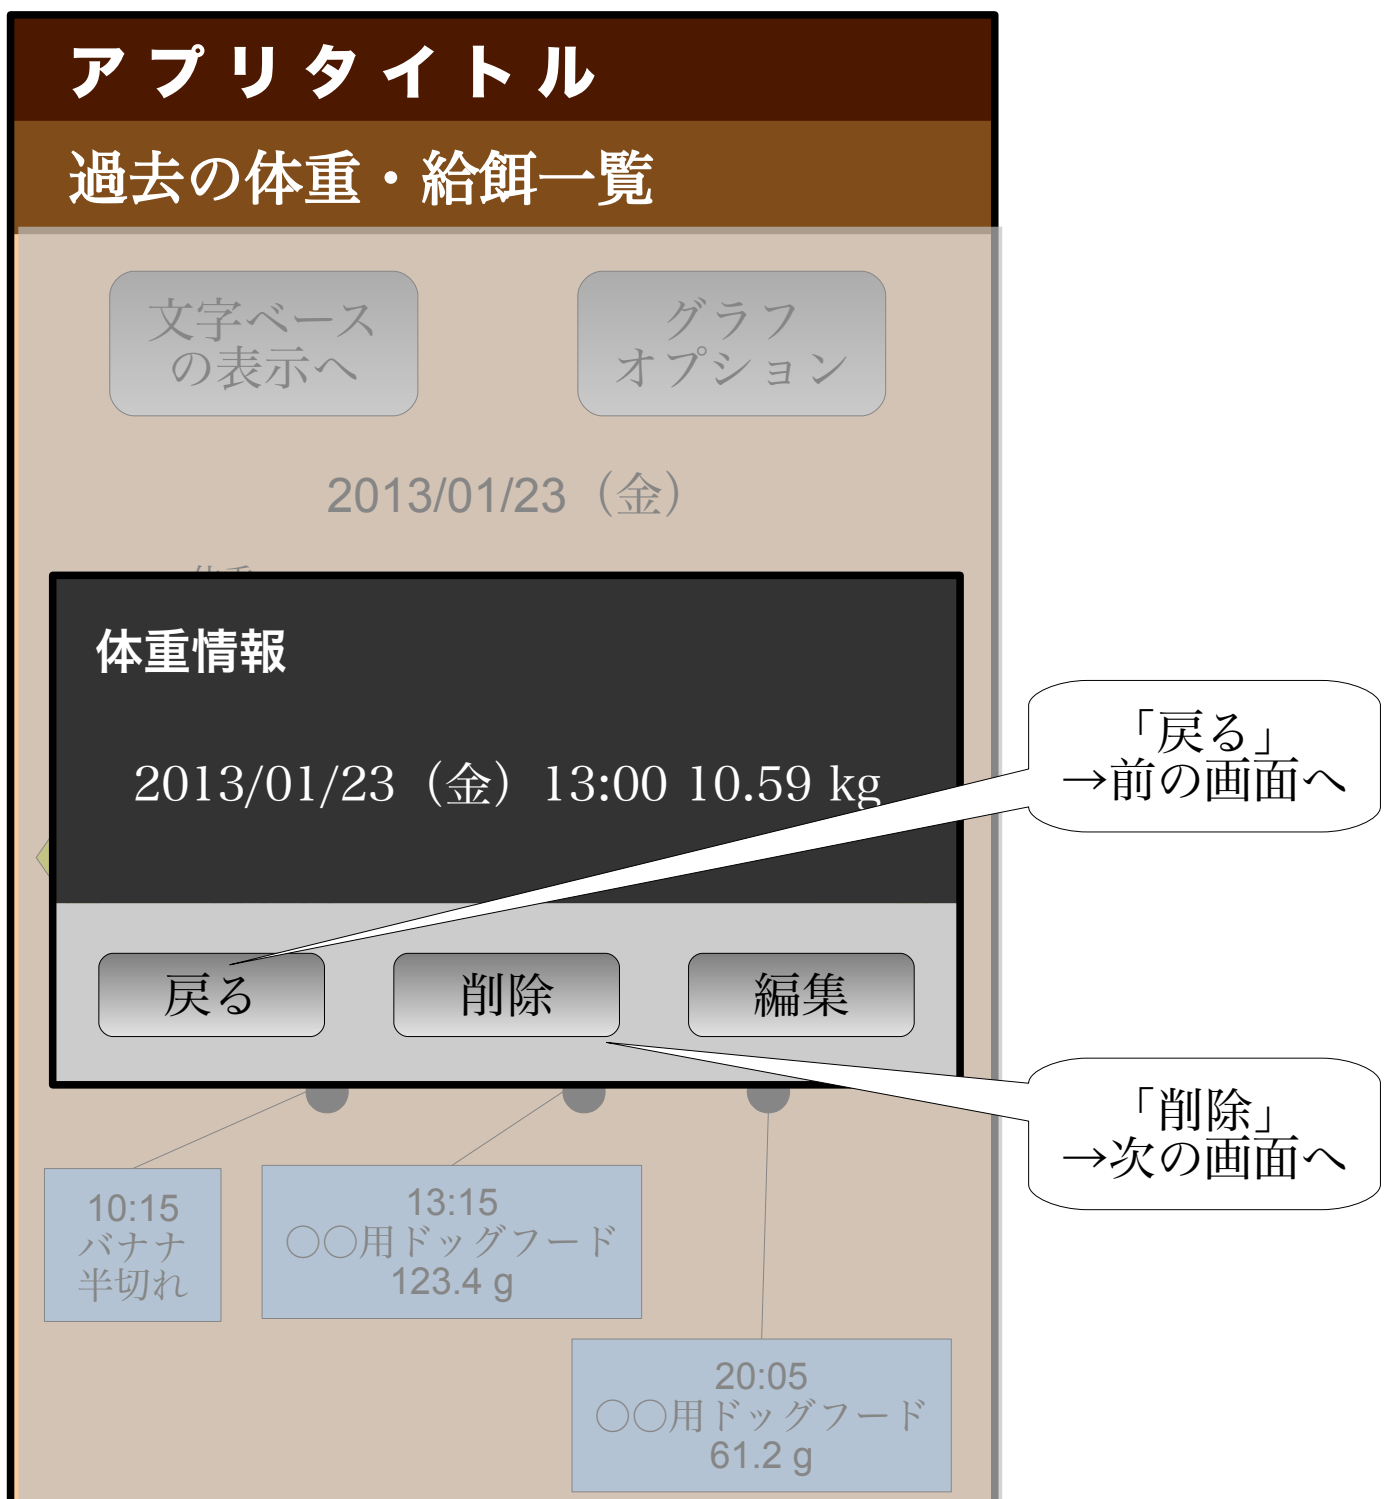 アプリタイトル
過去の体重・給餌一覧
文字ベース
の表示へ
グラフ
オプション
2013/01/23（金）
体重情報
2013/01/23（金）13:00 10.59 kg
戻る
削除
編集
「戻る」
→前の画面へ
「削除」
→次の画面へ
10:15
バナナ
半切れ
13:15
〇〇用ドッグフード
123.4 g
20:05
〇〇用ドッグフード
61.2 g